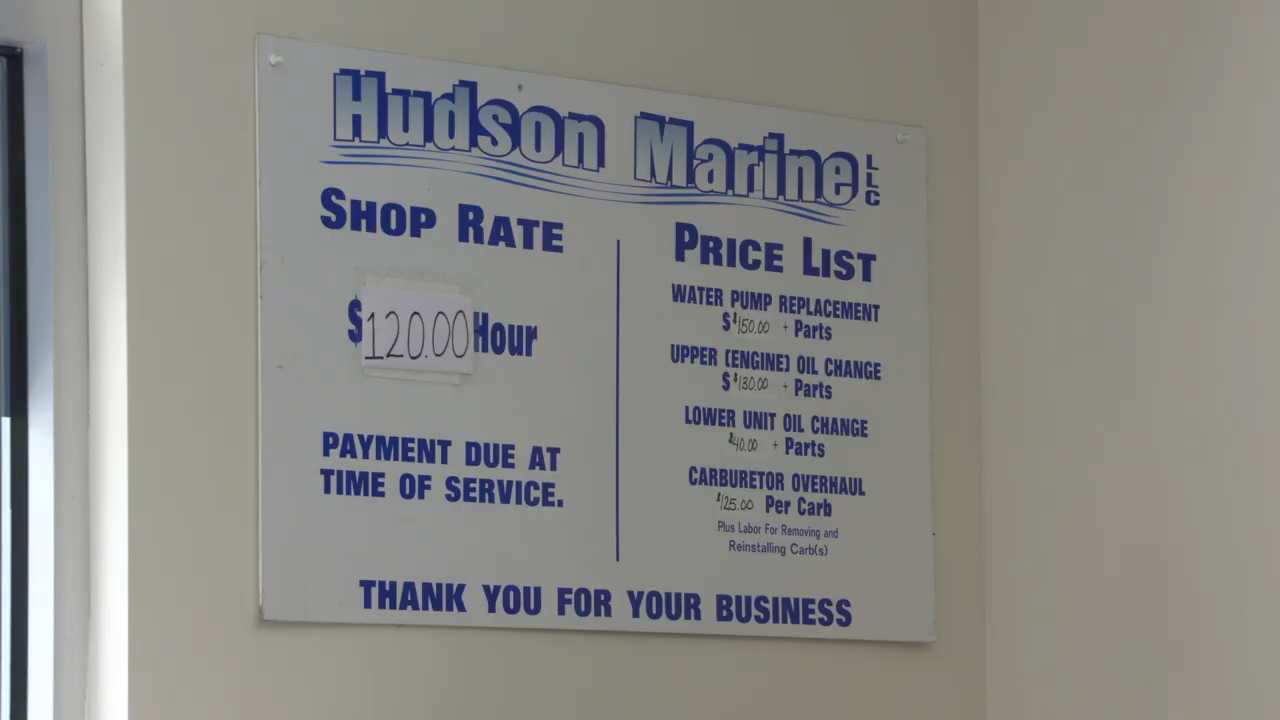 Hudson Marine LLC
SHOP RATE
$120.00 Hour
PAYMENT DUE AT
TIME OF SERVICE.
PRICE LIST
WATER PUMP REPLACEMENT
$ $150.00 + Parts
UPPER (ENGINE) OIL CHANGE
$ $130.00 + Parts
LOWER UNIT OIL CHANGE
$40.00 + Parts
CARBURETOR OVERHAUL
$125.00 Per Carb
Plus Labor For Removing and
Reinstalling Carb(s)
THANK YOU FOR YOUR BUSINESS